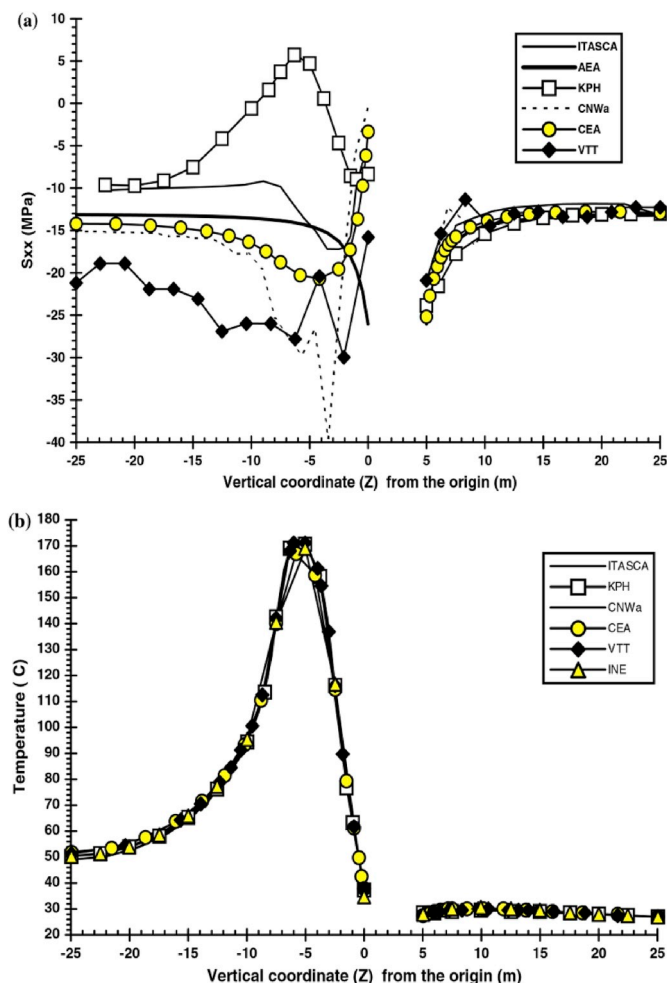 (a)
10
5
0
-5
-10
-15
-20
-25
-30
-35
-40
Sxx (MPa)
ITASCA
AEA
KPH
CNWa
CEA
VTT
-25 -20 -15 -10 -5 0 5 10 15 20 25
Vertical coordinate (Z) from the origin (m)
(b)
180
170
160
150
140
130
120
110
100
90
80
70
60
50
40
30
20
Temperature ( C)
ITASCA
KPH
CNWa
CEA
VTT
INE
-25 -20 -15 -10 -5 0 5 10 15 20 25
Vertical coordinate (Z) from the origin (m)